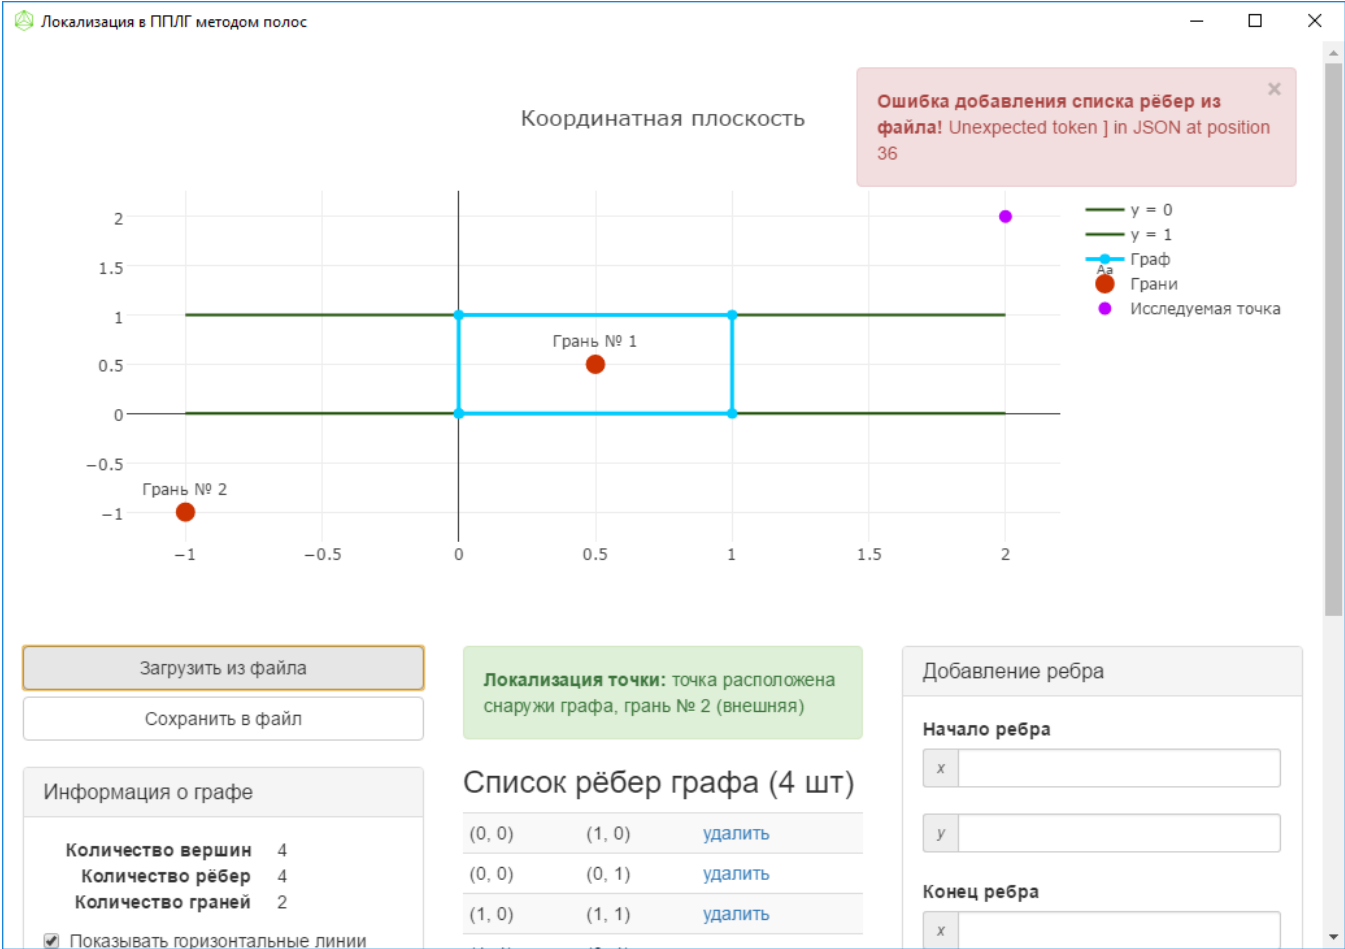 Локализация в ППЛГ методом полос
Координатная плоскость
Ошибка добавления списка рёбер из
файла! Unexpected token ] in JSON at position
36
×
2
1.5
1
0.5
0
−0.5
−1
−1
−0.5
0
0.5
1
1.5
2
Грань № 1
Грань № 2
y = 0
y = 1
Граф
Aa
Грани
Исследуемая точка
Загрузить из файла
Сохранить в файл
Информация о графе
Количество вершин 4
Количество рёбер 4
Количество граней 2
Показывать горизонтальные линии
Локализация точки: точка расположена
снаружи графа, грань № 2 (внешняя)
Список рёбер графа (4 шт)
(0, 0) (1, 0) удалить
(0, 0) (0, 1) удалить
(1, 0) (1, 1) удалить
Добавление ребра
Начало ребра
x
y
Конец ребра
x